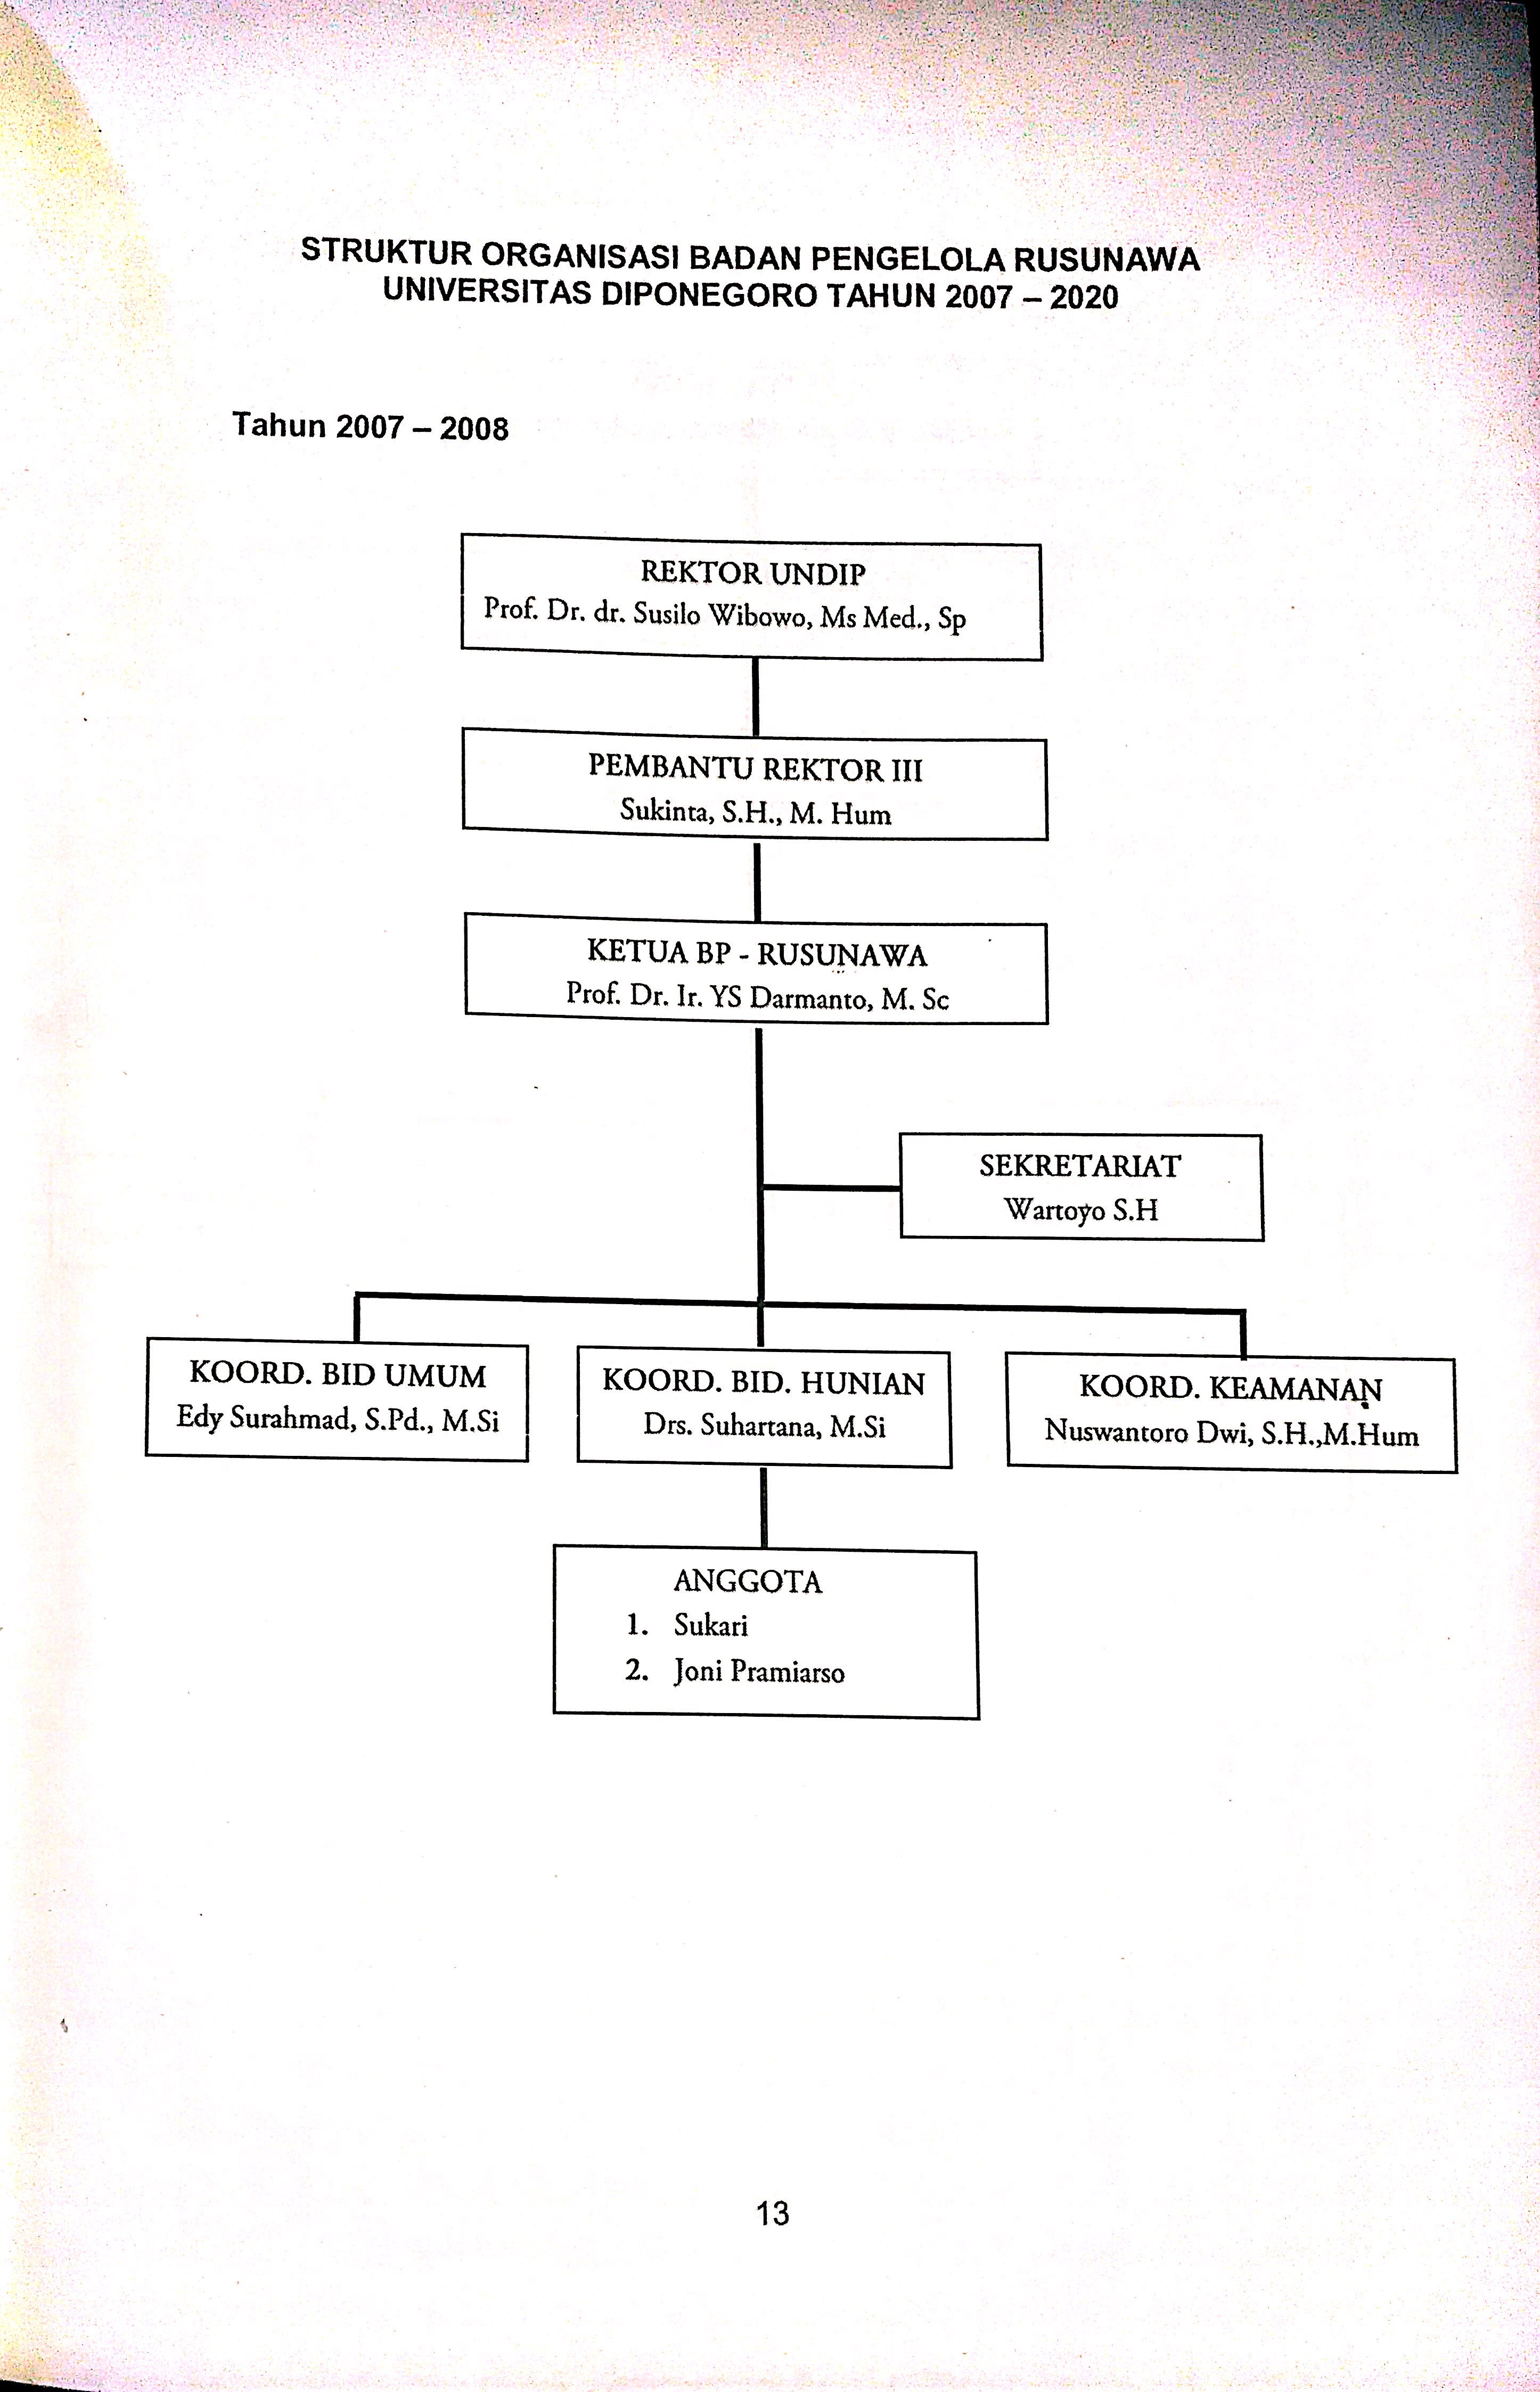 STRUKTUR ORGANISASI BADAN PENGELOLA RUSUNAWA
UNIVERSITAS DIPONEGORO TAHUN 2007 – 2020
Tahun 2007 – 2008
REKTOR UNDIP
Prof. Dr. dr. Susilo Wibowo, Ms Med., Sp
PEMBANTU REKTOR III
Sukinta, S.H., M. Hum
KETUA BP - RUSUNAWA
Prof. Dr. Ir. YS Darmanto, M. Sc
SEKRETARIAT
Wartoyo S.H
KOORD. BID UMUM
Edy Surahmad, S.Pd., M.Si
KOORD. BID. HUNIAN
Drs. Suhartana, M.Si
KOORD. KEAMANAN
Nuswantoro Dwi, S.H.,M.Hum
ANGGOTA
1. Sukari
2. Joni Pramiarso
13